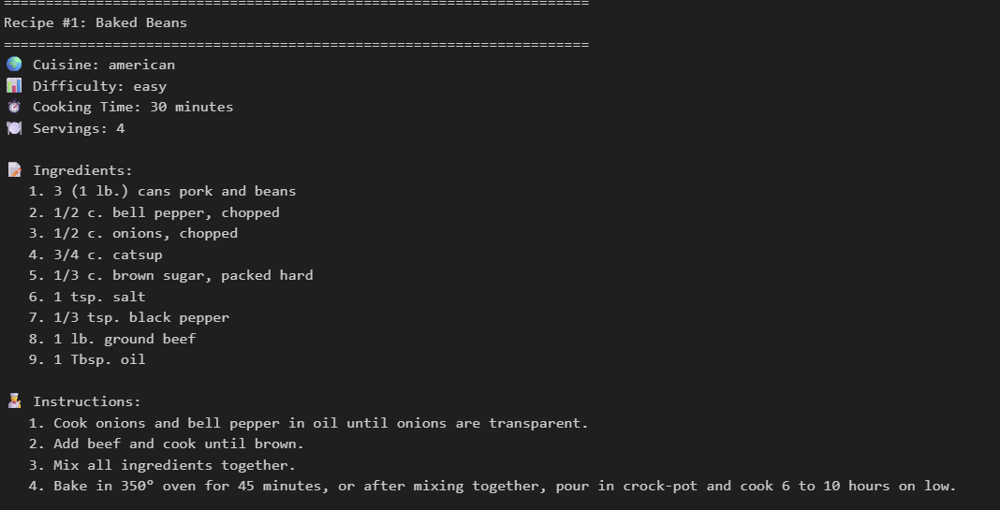 ======================================================================
Recipe #1: Baked Beans
======================================================================
🌍 Cuisine: american
📊 Difficulty: easy
⏱️ Cooking Time: 30 minutes
🍽️ Servings: 4
📝 Ingredients:
1. 3 (1 lb.) cans pork and beans
2. 1/2 c. bell pepper, chopped
3. 1/2 c. onions, chopped
4. 3/4 c. catsup
5. 1/3 c. brown sugar, packed hard
6. 1 tsp. salt
7. 1/3 tsp. black pepper
8. 1 lb. ground beef
9. 1 Tbsp. oil
👨‍🍳 Instructions:
1. Cook onions and bell pepper in oil until onions are transparent.
2. Add beef and cook until brown.
3. Mix all ingredients together.
4. Bake in 350° oven for 45 minutes, or after mixing together, pour in crock-pot and cook 6 to 10 hours on low.